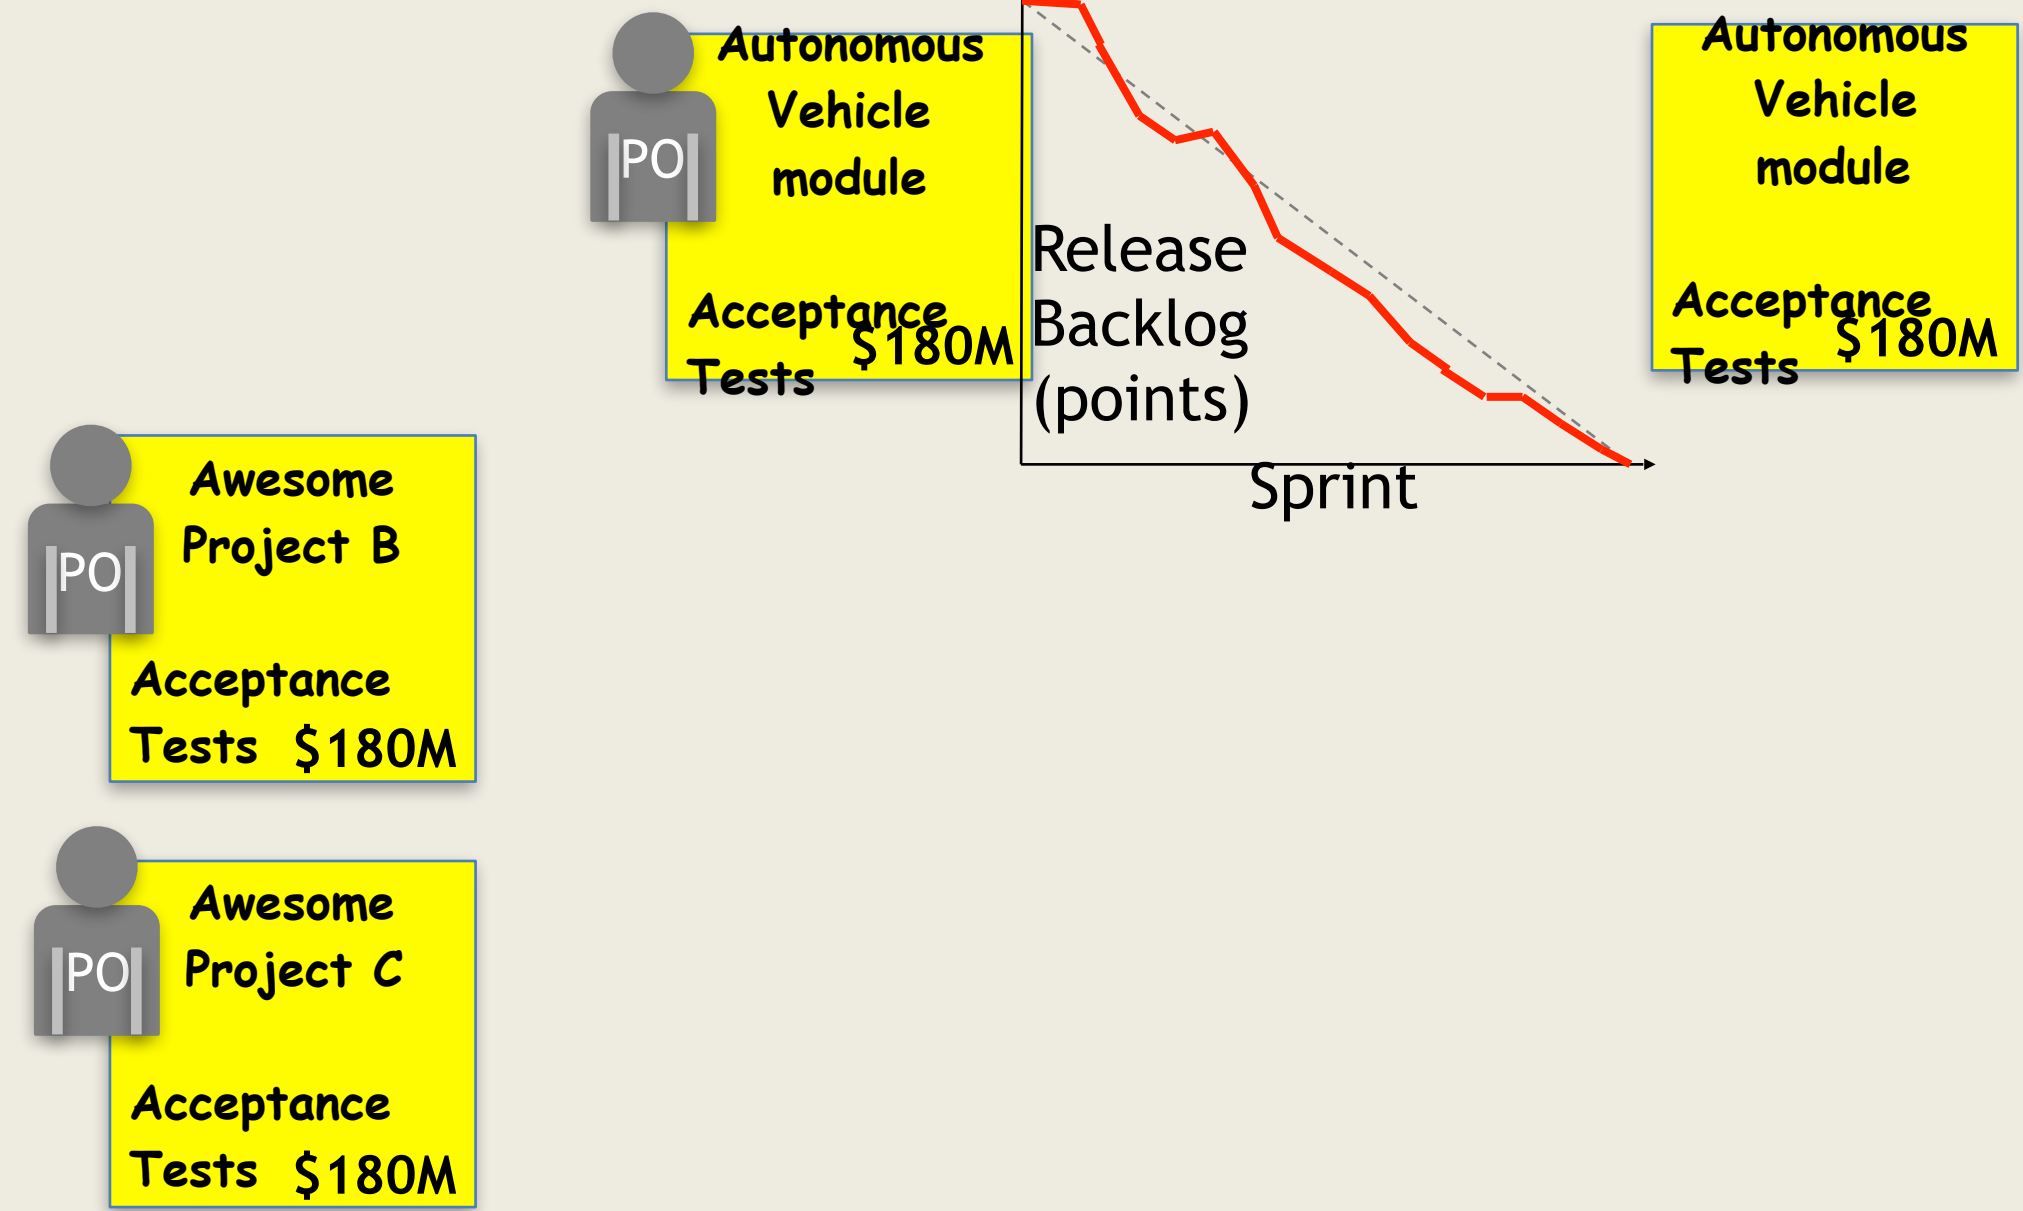 PO
Autonomous
Vehicle
module
Acceptance
Tests
$180M
Release
Backlog
(points)
Sprint
Autonomous
Vehicle
module
Acceptance
Tests
$180M
PO
Awesome
Project B
Acceptance
Tests $180M
PO
Awesome
Project C
Acceptance
Tests $180M